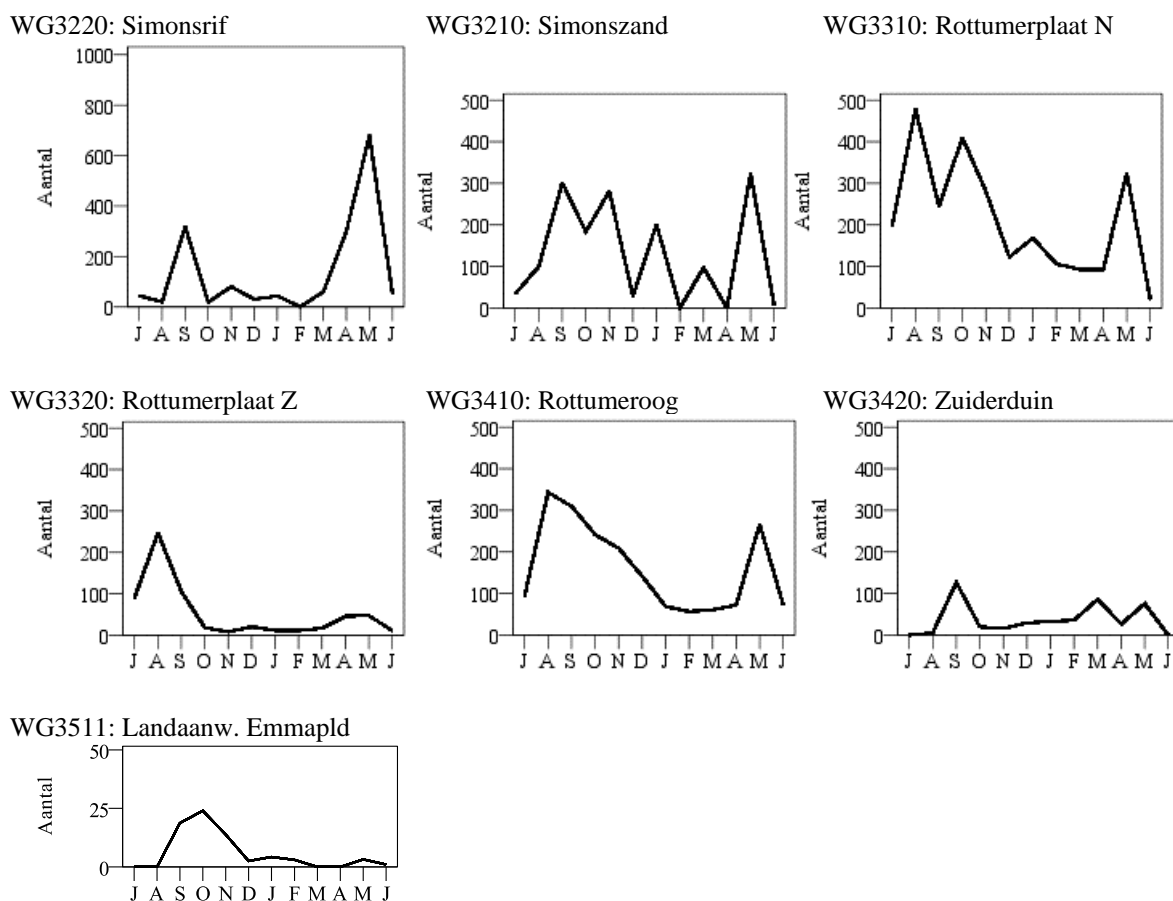 WG3220: Simonsrif
WG3210: Simonszand
WG3310: Rottumerplaat N
1000
800
600
400
200
0
Aantal
J A S O N D J F M A M J
500
400
300
200
100
0
Aantal
J A S O N D J F M A M J
500
400
300
200
100
0
Aantal
J A S O N D J F M A M J
WG3320: Rottumerplaat Z
WG3410: Rottumeroog
WG3420: Zuiderduin
500
400
300
200
100
0
Aantal
J A S O N D J F M A M J
500
400
300
200
100
0
Aantal
J A S O N D J F M A M J
500
400
300
200
100
0
Aantal
J A S O N D J F M A M J
WG3511: Landaanw. Emmapld
50
25
0
Aantal
J A S O N D J F M A M J